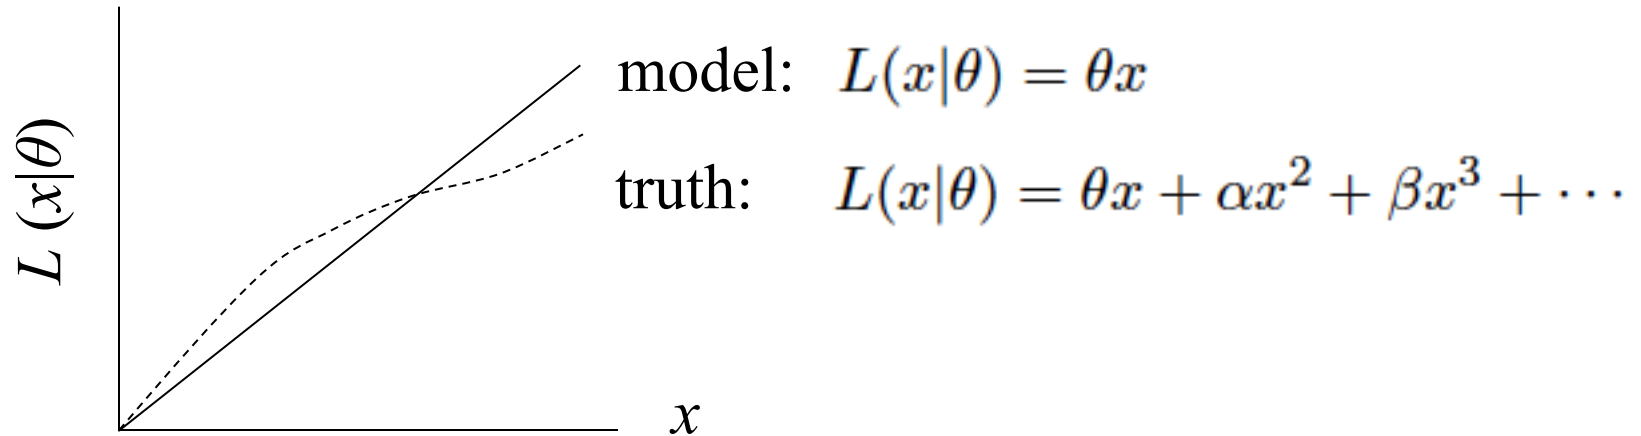 L (x|θ)
model: L(x|θ) = θx
truth: L(x|θ) = θx + αx² + βx³ + ···
x